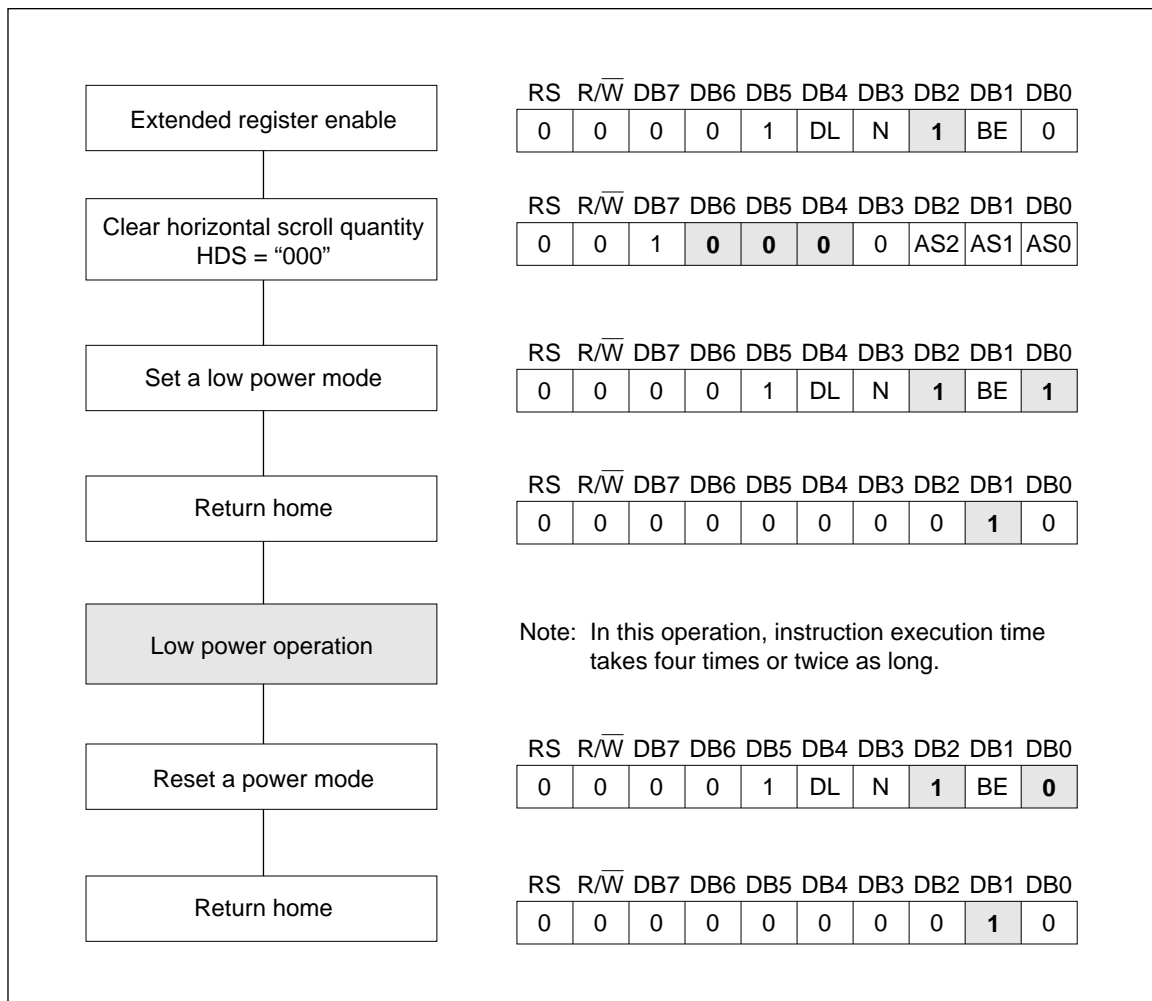 Extended register enable
RS R/W̅ DB7 DB6 DB5 DB4 DB3 DB2 DB1 DB0
0 0 0 0 1 DL N 1 BE 0
Clear horizontal scroll quantity
HDS = “000”
RS R/W̅ DB7 DB6 DB5 DB4 DB3 DB2 DB1 DB0
0 0 1 0 0 0 0 AS2 AS1 AS0
Set a low power mode
RS R/W̅ DB7 DB6 DB5 DB4 DB3 DB2 DB1 DB0
0 0 0 0 1 DL N 1 BE 1
Return home
RS R/W̅ DB7 DB6 DB5 DB4 DB3 DB2 DB1 DB0
0 0 0 0 0 0 0 0 1 0
Low power operation
Note: In this operation, instruction execution time
takes four times or twice as long.
Reset a power mode
RS R/W̅ DB7 DB6 DB5 DB4 DB3 DB2 DB1 DB0
0 0 0 0 1 DL N 1 BE 0
Return home
RS R/W̅ DB7 DB6 DB5 DB4 DB3 DB2 DB1 DB0
0 0 0 0 0 0 0 0 1 0